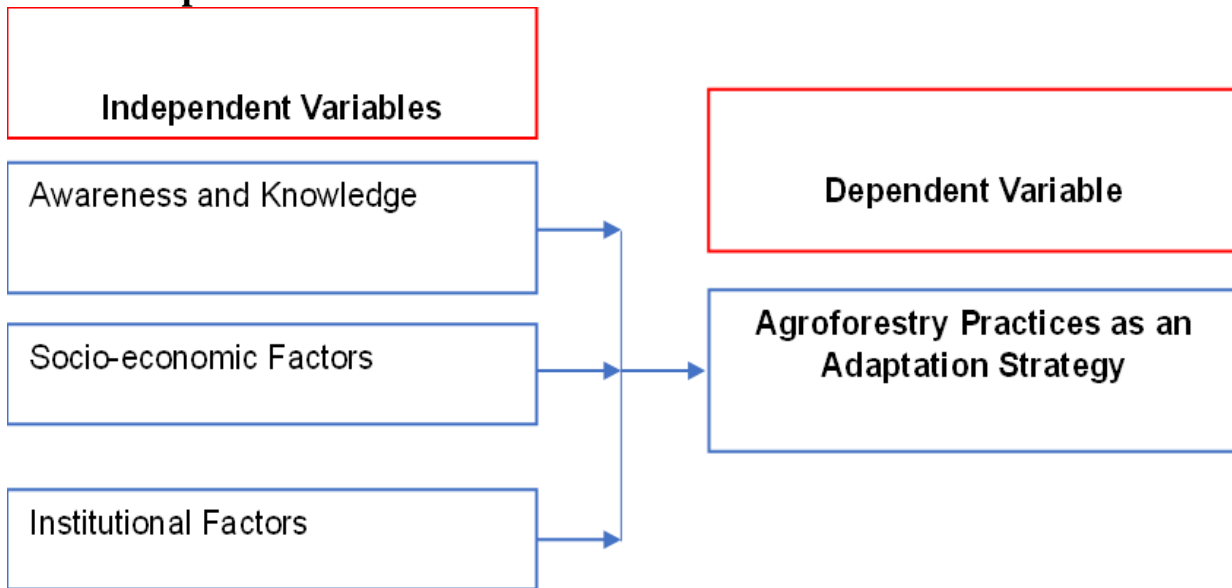 Independent Variables
Awareness and Knowledge
Socio-economic Factors
Institutional Factors
Dependent Variable
Agroforestry Practices as an
Adaptation Strategy